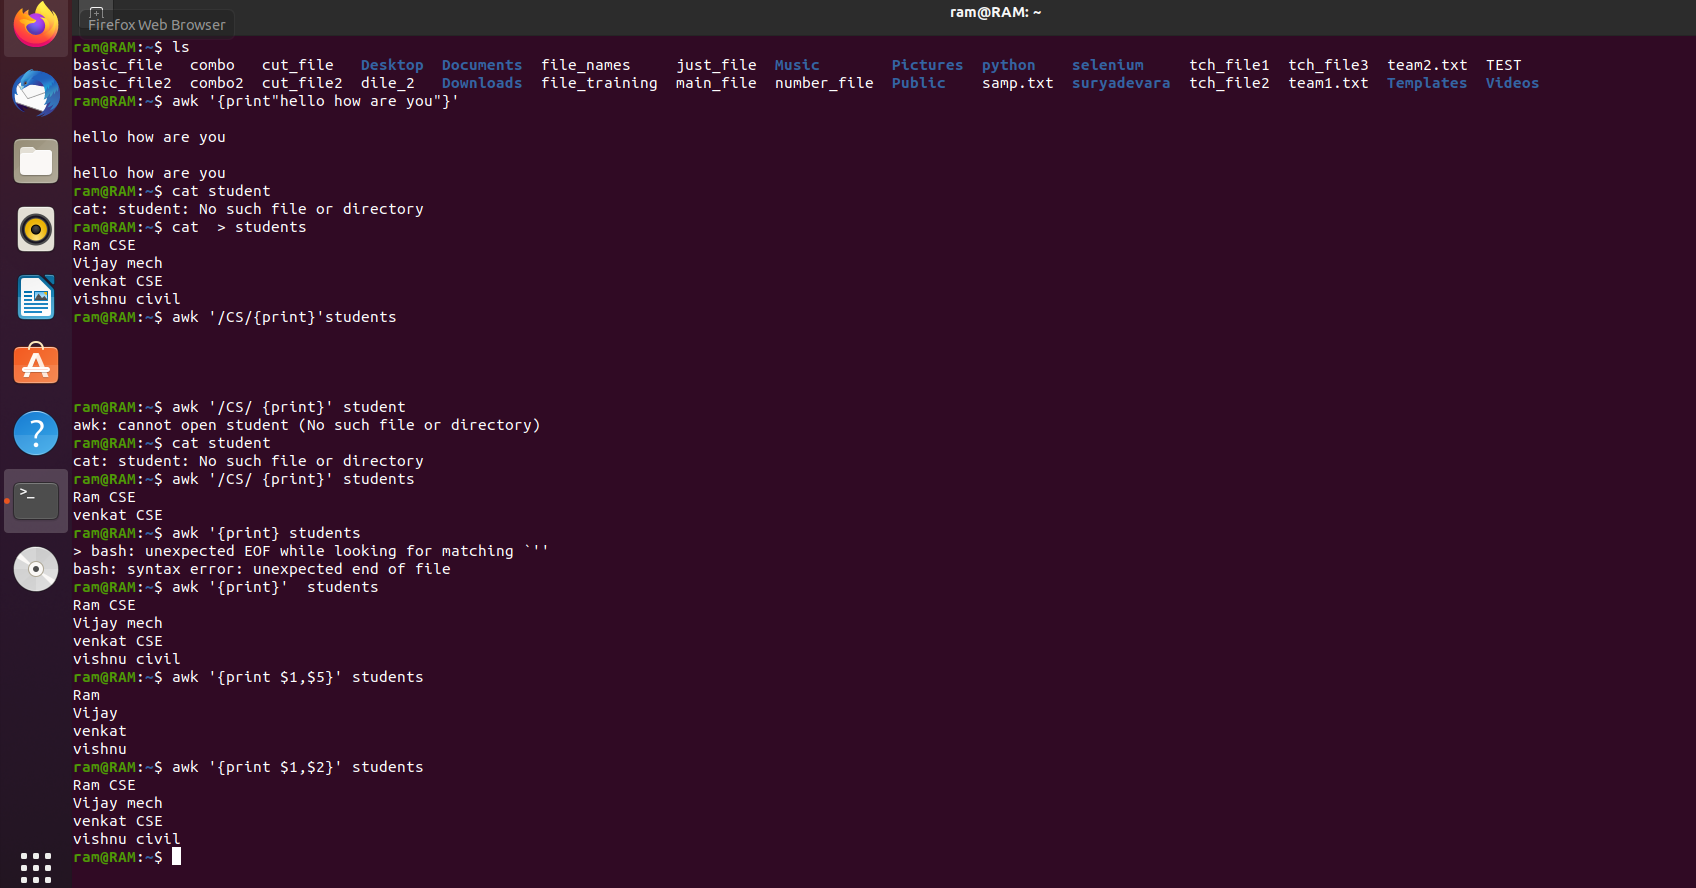 ram@RAM: ~
Firefox Web Browser
ram@RAM:~$ ls
basic_file   combo   cut_file   Desktop  Documents  file_names     just_file  Music        Pictures  python    selenium     tch_file1  tch_file3  team2.txt  TEST
basic_file2  combo2  cut_file2  dile_2   Downloads  file_training  main_file  number_file  Public    samp.txt  suryadevara  tch_file2  team1.txt  Templates  Videos
ram@RAM:~$ awk '{print"hello how are you"}'
hello how are you
hello how are you
ram@RAM:~$ cat student
cat: student: No such file or directory
ram@RAM:~$ cat  > students
Ram CSE
Vijay mech
venkat CSE
vishnu civil
ram@RAM:~$ awk '/CS/{print}'students
ram@RAM:~$ awk '/CS/ {print}' student
awk: cannot open student (No such file or directory)
ram@RAM:~$ cat student
cat: student: No such file or directory
ram@RAM:~$ awk '/CS/ {print}' students
Ram CSE
venkat CSE
ram@RAM:~$ awk '{print} students
> bash: unexpected EOF while looking for matching `''
bash: syntax error: unexpected end of file
ram@RAM:~$ awk '{print}'  students
Ram CSE
Vijay mech
venkat CSE
vishnu civil
ram@RAM:~$ awk '{print $1,$5}' students
Ram
Vijay
venkat
vishnu
ram@RAM:~$ awk '{print $1,$2}' students
Ram CSE
Vijay mech
venkat CSE
vishnu civil
ram@RAM:~$